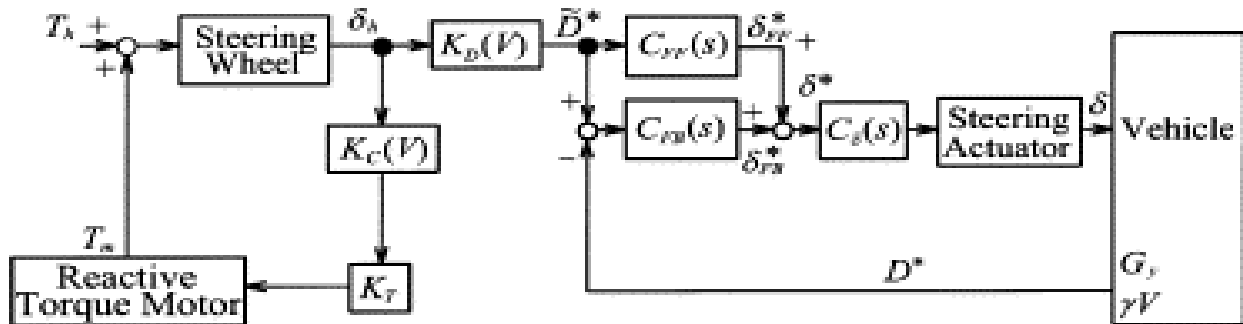 T_h + +
Steering
Wheel
δ_h
K_D(V)
D̃*
C_FF(s)
δ*_FF +
K_C(V)
+
−
C_FB(s)
+
δ*_FB
δ*
C_δ(s)
Steering
Actuator
δ
Vehicle
T_m
Reactive
Torque Motor
K_T
D*
G_y
γV